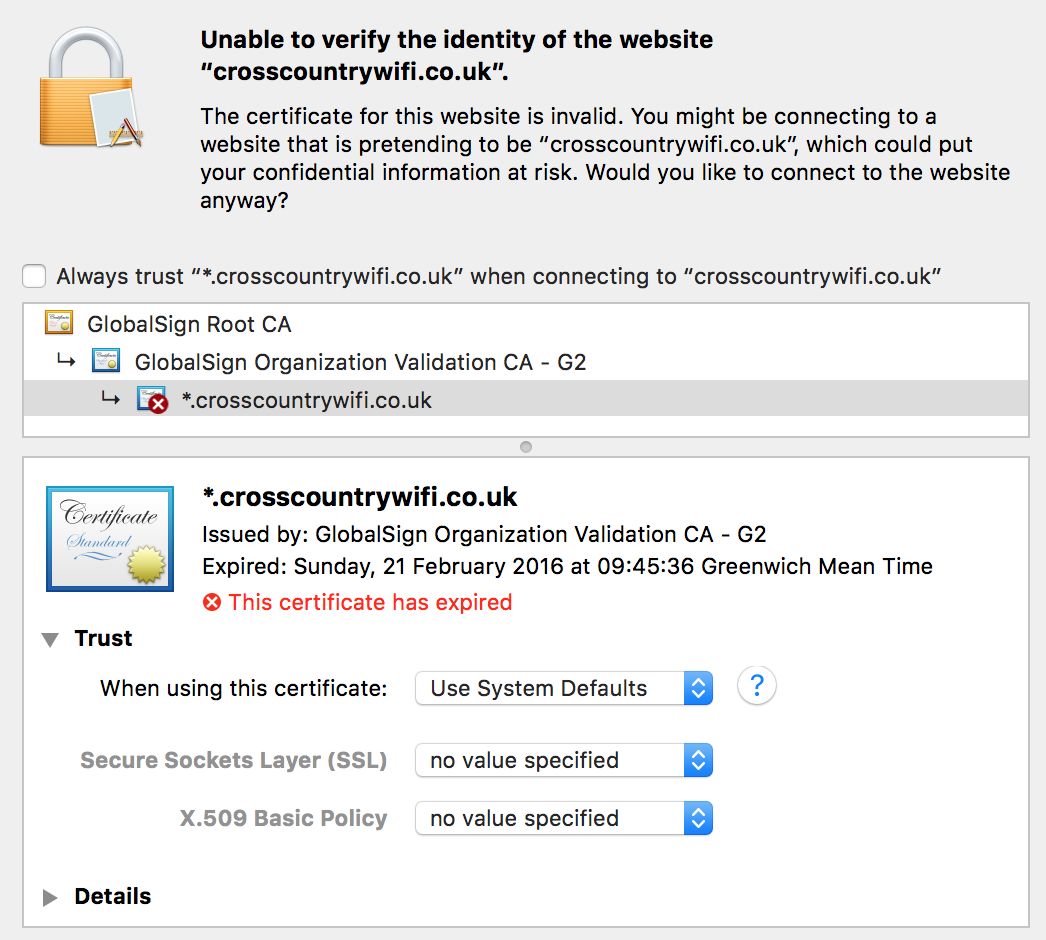 Unable to verify the identity of the website
“crosscountrywifi.co.uk”.
The certificate for this website is invalid. You might be connecting to a
website that is pretending to be “crosscountrywifi.co.uk”, which could put
your confidential information at risk. Would you like to connect to the website
anyway?
Always trust “*.crosscountrywifi.co.uk” when connecting to “crosscountrywifi.co.uk”
GlobalSign Root CA
GlobalSign Organization Validation CA - G2
*.crosscountrywifi.co.uk
Certificate
Standard
*.crosscountrywifi.co.uk
Issued by: GlobalSign Organization Validation CA - G2
Expired: Sunday, 21 February 2016 at 09:45:36 Greenwich Mean Time
This certificate has expired
Trust
When using this certificate: Use System Defaults ?
Secure Sockets Layer (SSL) no value specified
X.509 Basic Policy no value specified
Details